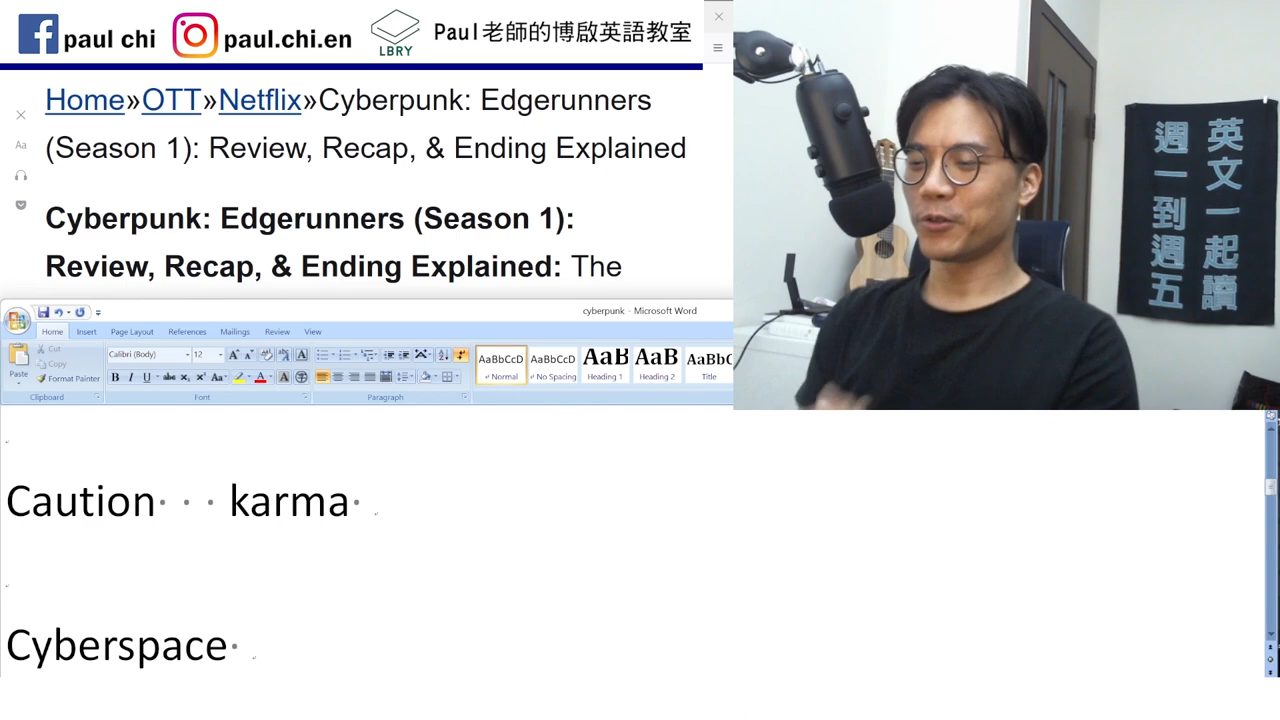 paul chi
paul.chi.en
LBRY
Paul老師的博啟英語教室
Home»OTT»Netflix»Cyberpunk: Edgerunners
(Season 1): Review, Recap, & Ending Explained
Cyberpunk: Edgerunners (Season 1):
Review, Recap, & Ending Explained: The
Aa
cyberpunk - Microsoft Word
Home Insert Page Layout References Mailings Review View
Paste
Cut
Copy
Format Painter
Clipboard
Calibri (Body) 12
Font
Paragraph
AaBbCcD AaBbCcD AaBb AaB AaBbC
Normal No Spacing Heading 1 Heading 2 Title
英文一起讀
週一到週五
Caution karma
Cyberspace